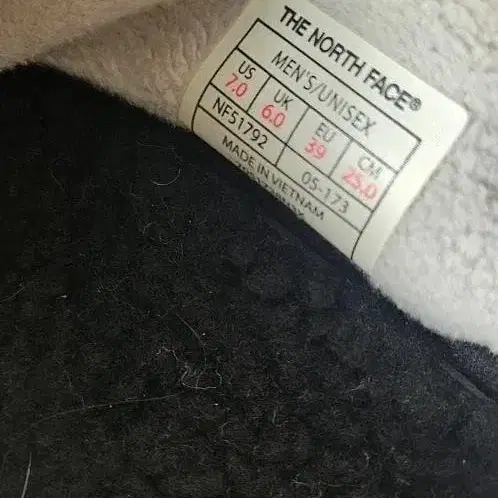 THE NORTH FACE®
MEN'S/UNISEX
US UK EU CM
7.0 6.0 39 25.0
NF51792 05-173
MADE IN VIETNAM